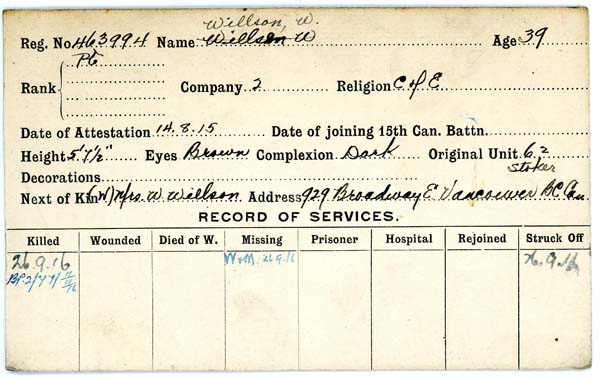 Willson, W.
Reg. No. 463994 Name Willson W Age 39
Pte
Rank Company 2 Religion C of E
Date of Attestation 14.8.15 Date of joining 15th Can. Battn.
Height 5'7½" Eyes Brown Complexion Dark Original Unit 62
stoker
Decorations
Next of Kin (W) Mrs. W Willson Address 929 Broadway E. Vancouver BC Can
RECORD OF SERVICES.
Killed Wounded Died of W. Missing Prisoner Hospital Rejoined Struck Off
26.9.16 W&M. 26.9.16 26.9.16